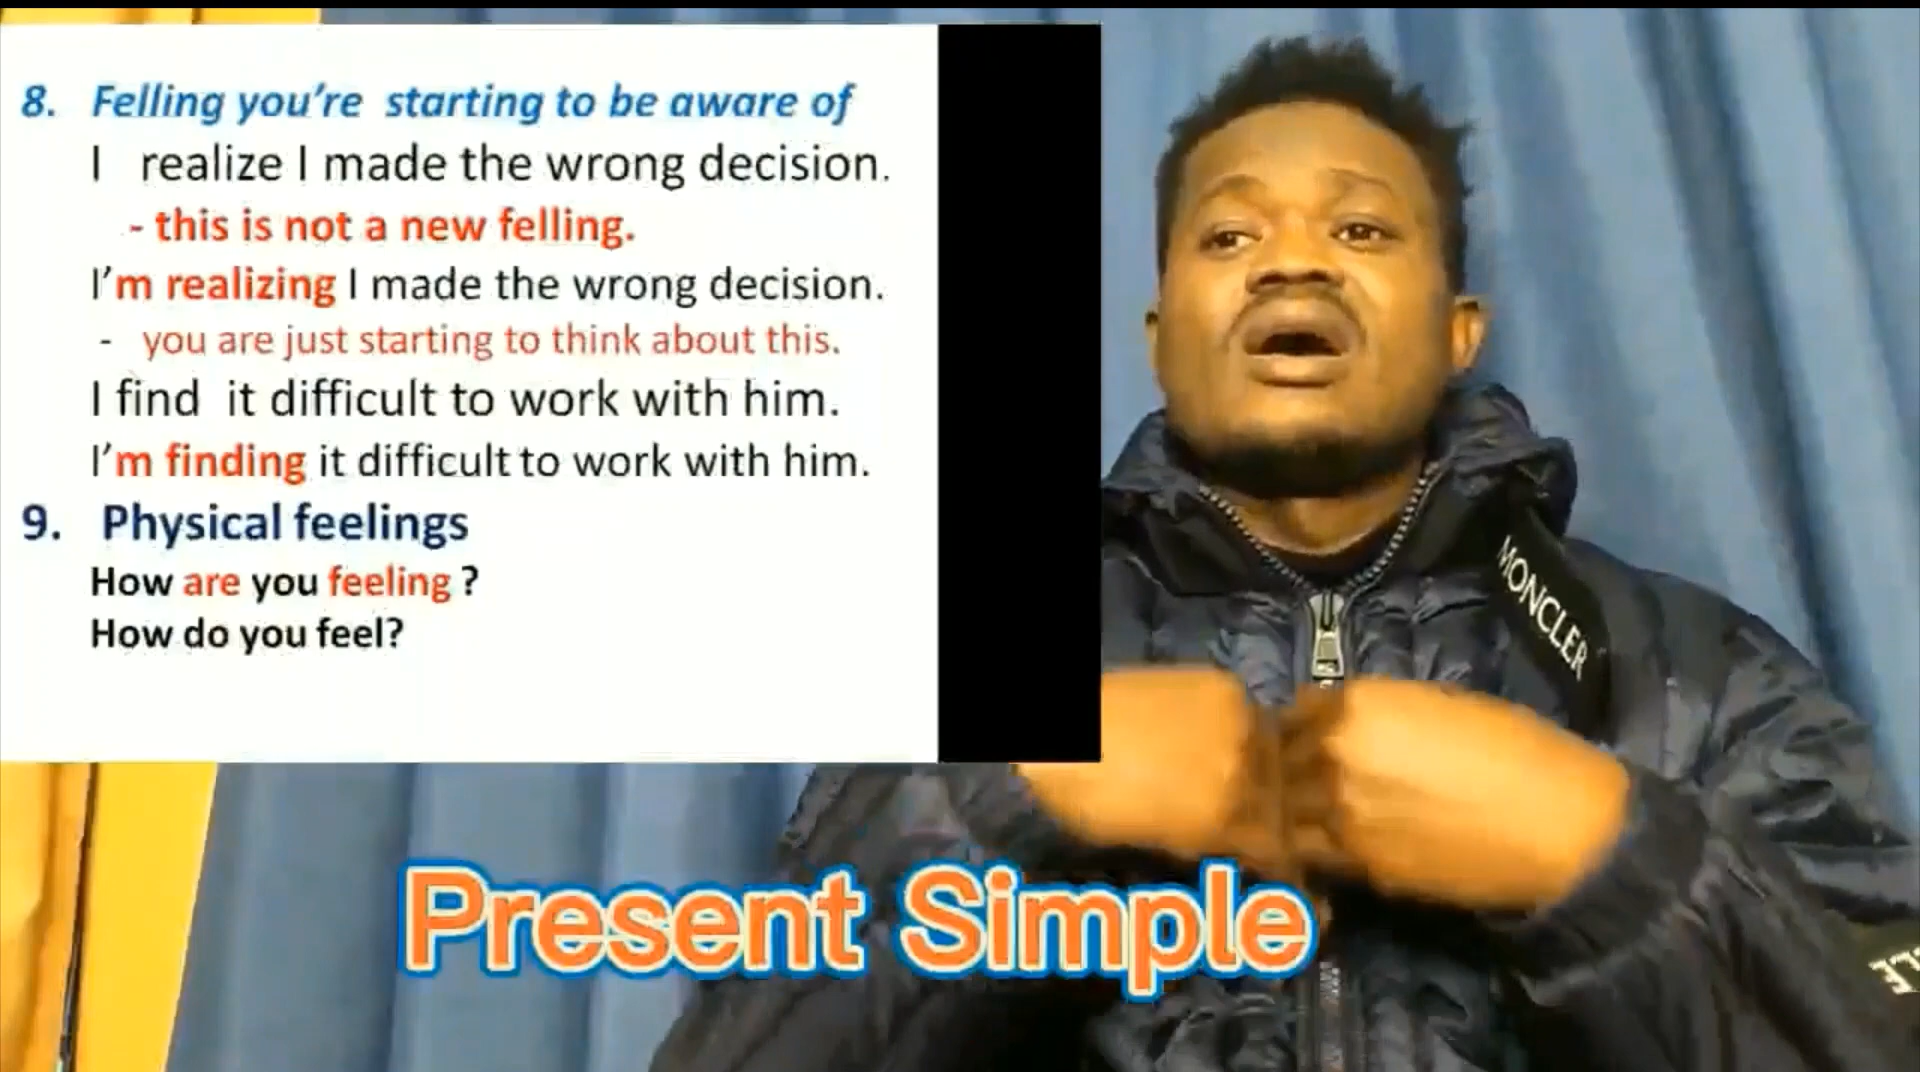 8. Felling you're starting to be aware of
I realize I made the wrong decision.
- this is not a new felling.
I'm realizing I made the wrong decision.
- you are just starting to think about this.
I find it difficult to work with him.
I'm finding it difficult to work with him.
9. Physical feelings
How are you feeling ?
How do you feel?
MONCLER
Present Simple